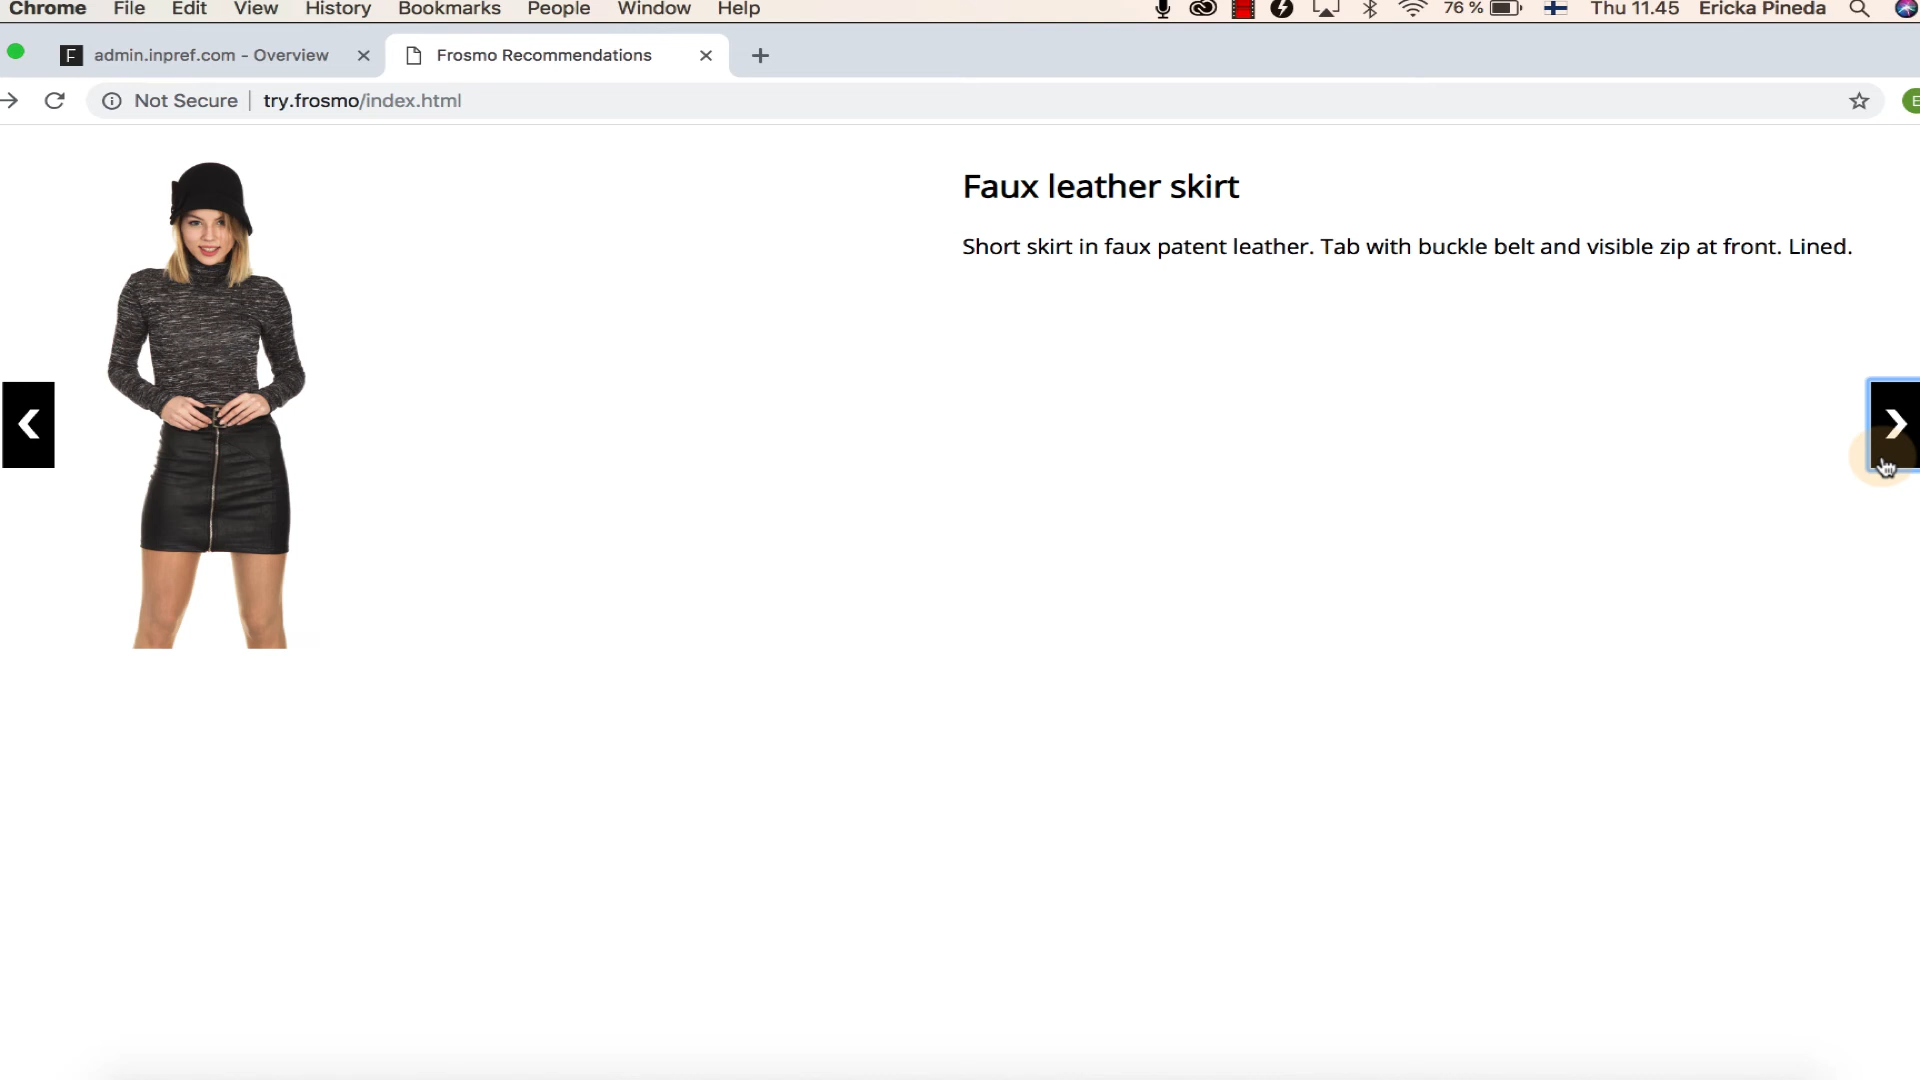 Chrome File Edit View History Bookmarks People Window Help 76 % Thu 11.45 Ericka Pineda
F admin.inpref.com - Overview Frosmo Recommendations
Not Secure try.frosmo/index.html E
Faux leather skirt
Short skirt in faux patent leather. Tab with buckle belt and visible zip at front. Lined.